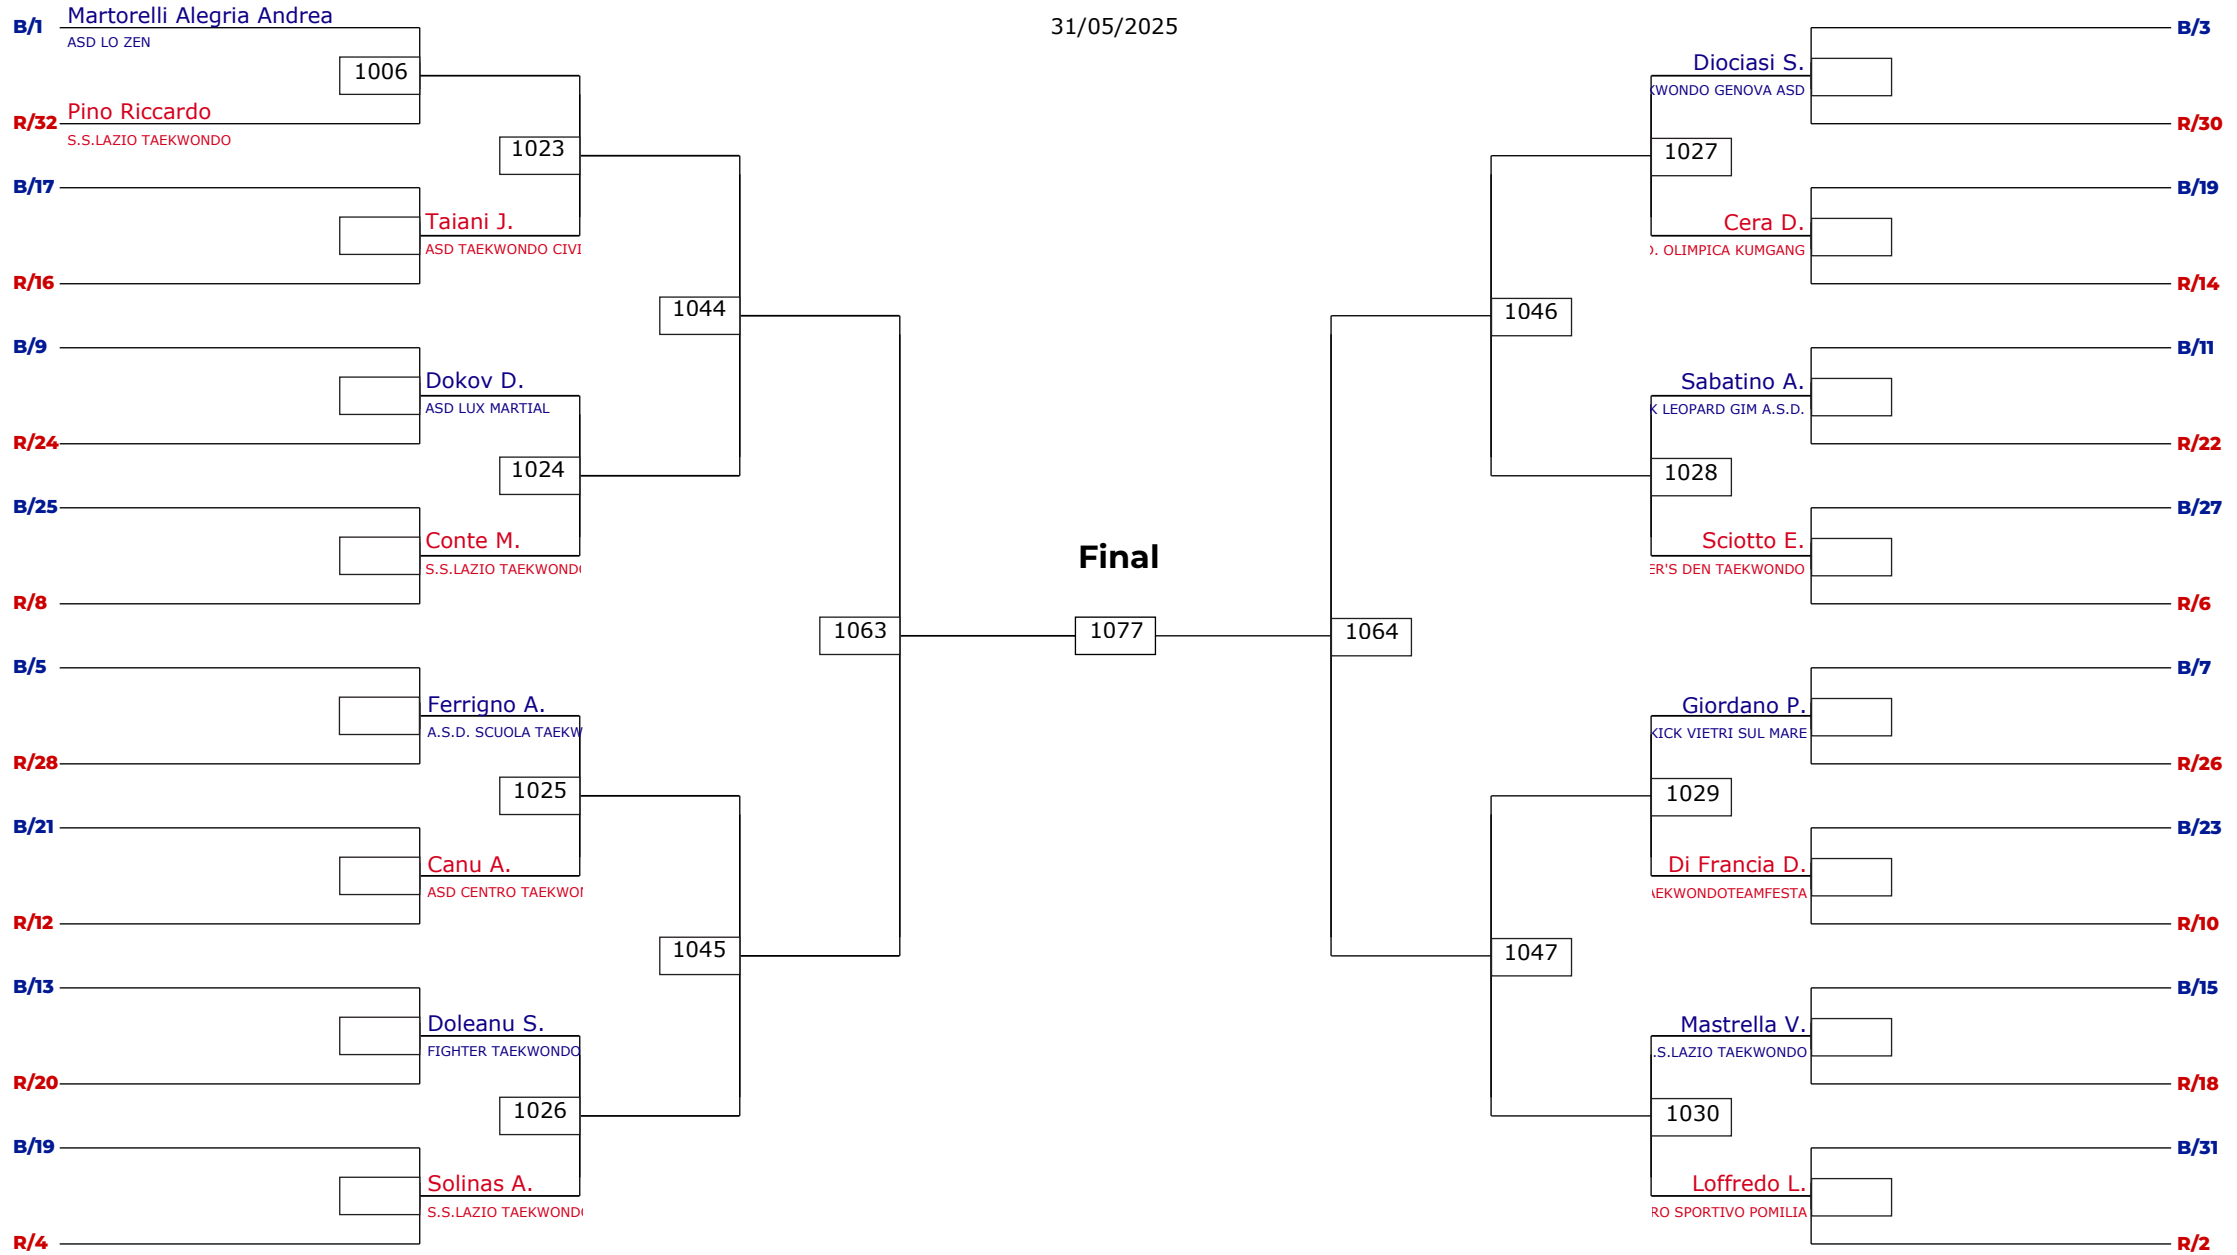 31/05/2025
B/1 Martorelli Alegria Andrea
ASD LO ZEN
1006
R/32 Pino Riccardo
S.S.LAZIO TAEKWONDO
1023
B/17
Taiani J.
ASD TAEKWONDO CIVI
R/16
1044
B/9
Dokov D.
ASD LUX MARTIAL
R/24
1024
B/25
Conte M.
S.S.LAZIO TAEKWOND
R/8
1063
B/5
Ferrigno A.
A.S.D. SCUOLA TAEKW
R/28
1025
B/21
Canu A.
ASD CENTRO TAEKWO
R/12
1045
B/13
Doleanu S.
FIGHTER TAEKWONDO
R/20
1026
B/19
Solinas A.
S.S.LAZIO TAEKWOND
R/4
Final
1077
B/3
Diociasi S.
KWONDO GENOVA ASD
R/30
1027
B/19
Cera D.
. OLIMPICA KUMGANG
R/14
1046
B/11
Sabatino A.
K LEOPARD GIM A.S.D.
R/22
1028
B/27
Sciotto E.
ER'S DEN TAEKWONDO
R/6
1064
B/7
Giordano P.
KICK VIETRI SUL MARE
R/26
1029
B/23
Di Francia D.
AEKWONDOTEAMFESTA
R/10
1047
B/15
Mastrella V.
.S.LAZIO TAEKWONDO
R/18
1030
B/31
Loffredo L.
RO SPORTIVO POMILIA
R/2